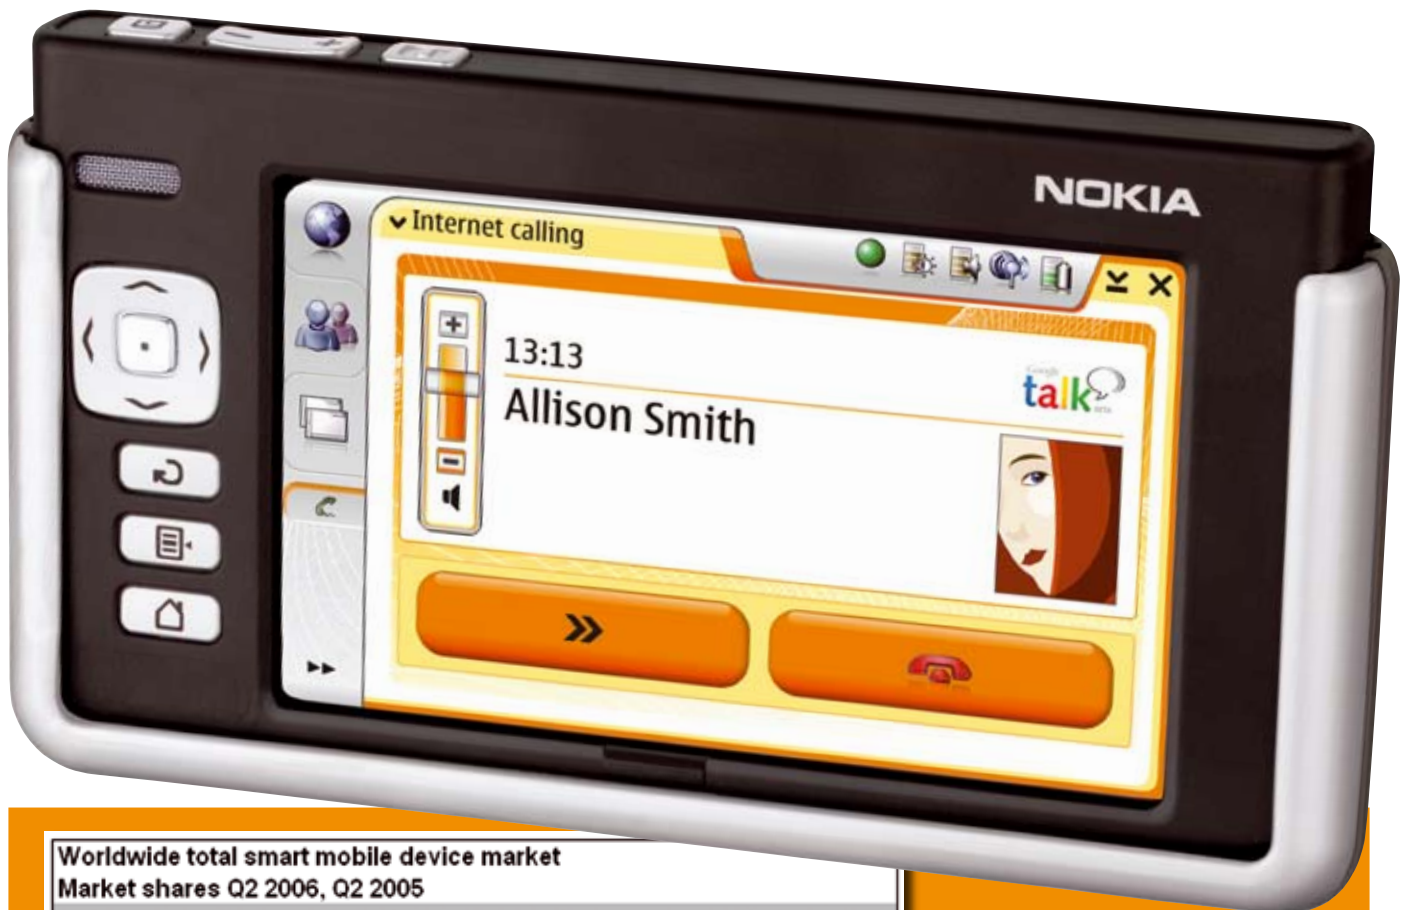 NOKIA
Internet calling
13:13
Google
talk
Allison Smith
Worldwide total smart mobile device market
Market shares Q2 2006, Q2 2005